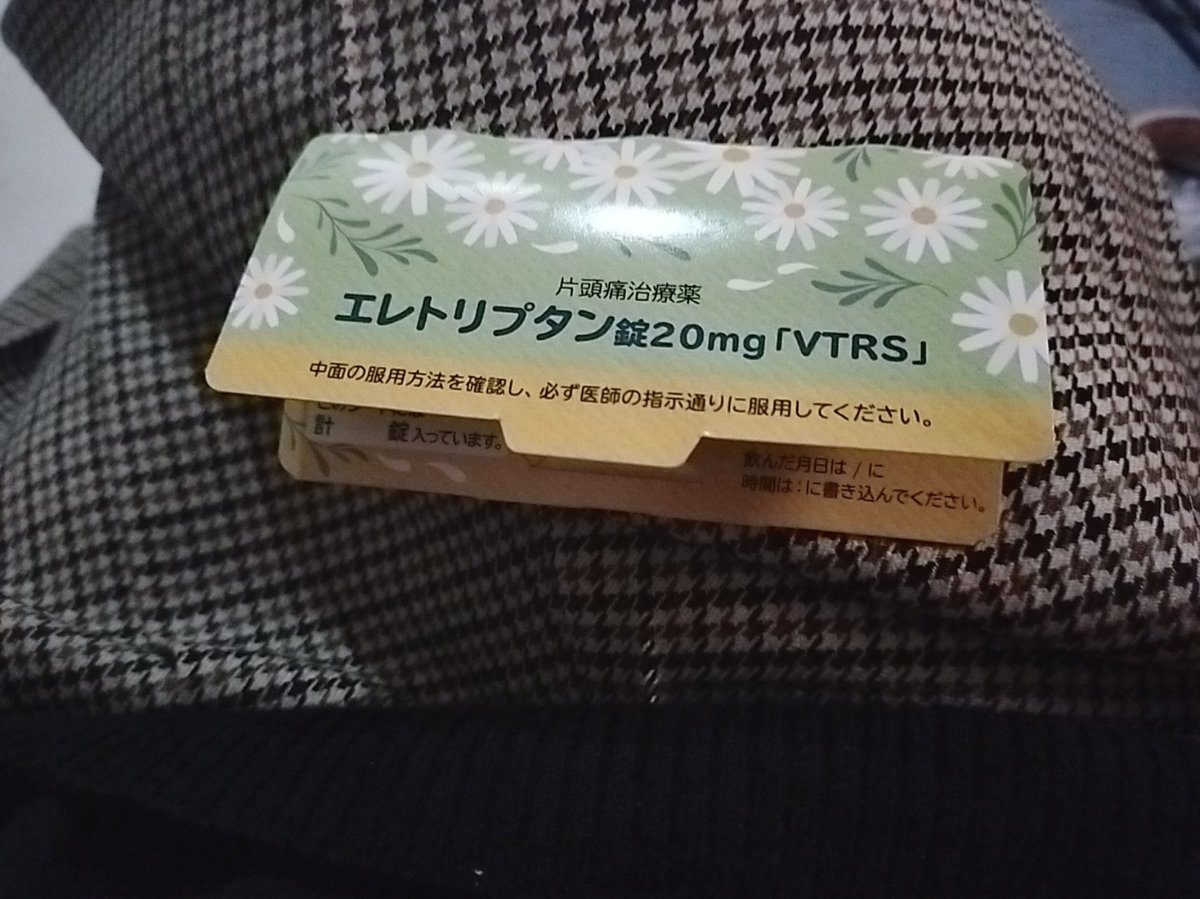 片頭痛治療薬
エレトリプタン錠20mg「VTRS」
中面の服用方法を確認し、必ず医師の指示通りに服用してください。
計 錠入っています。
飲んだ月日は / に
時間は:に書き込んでください。